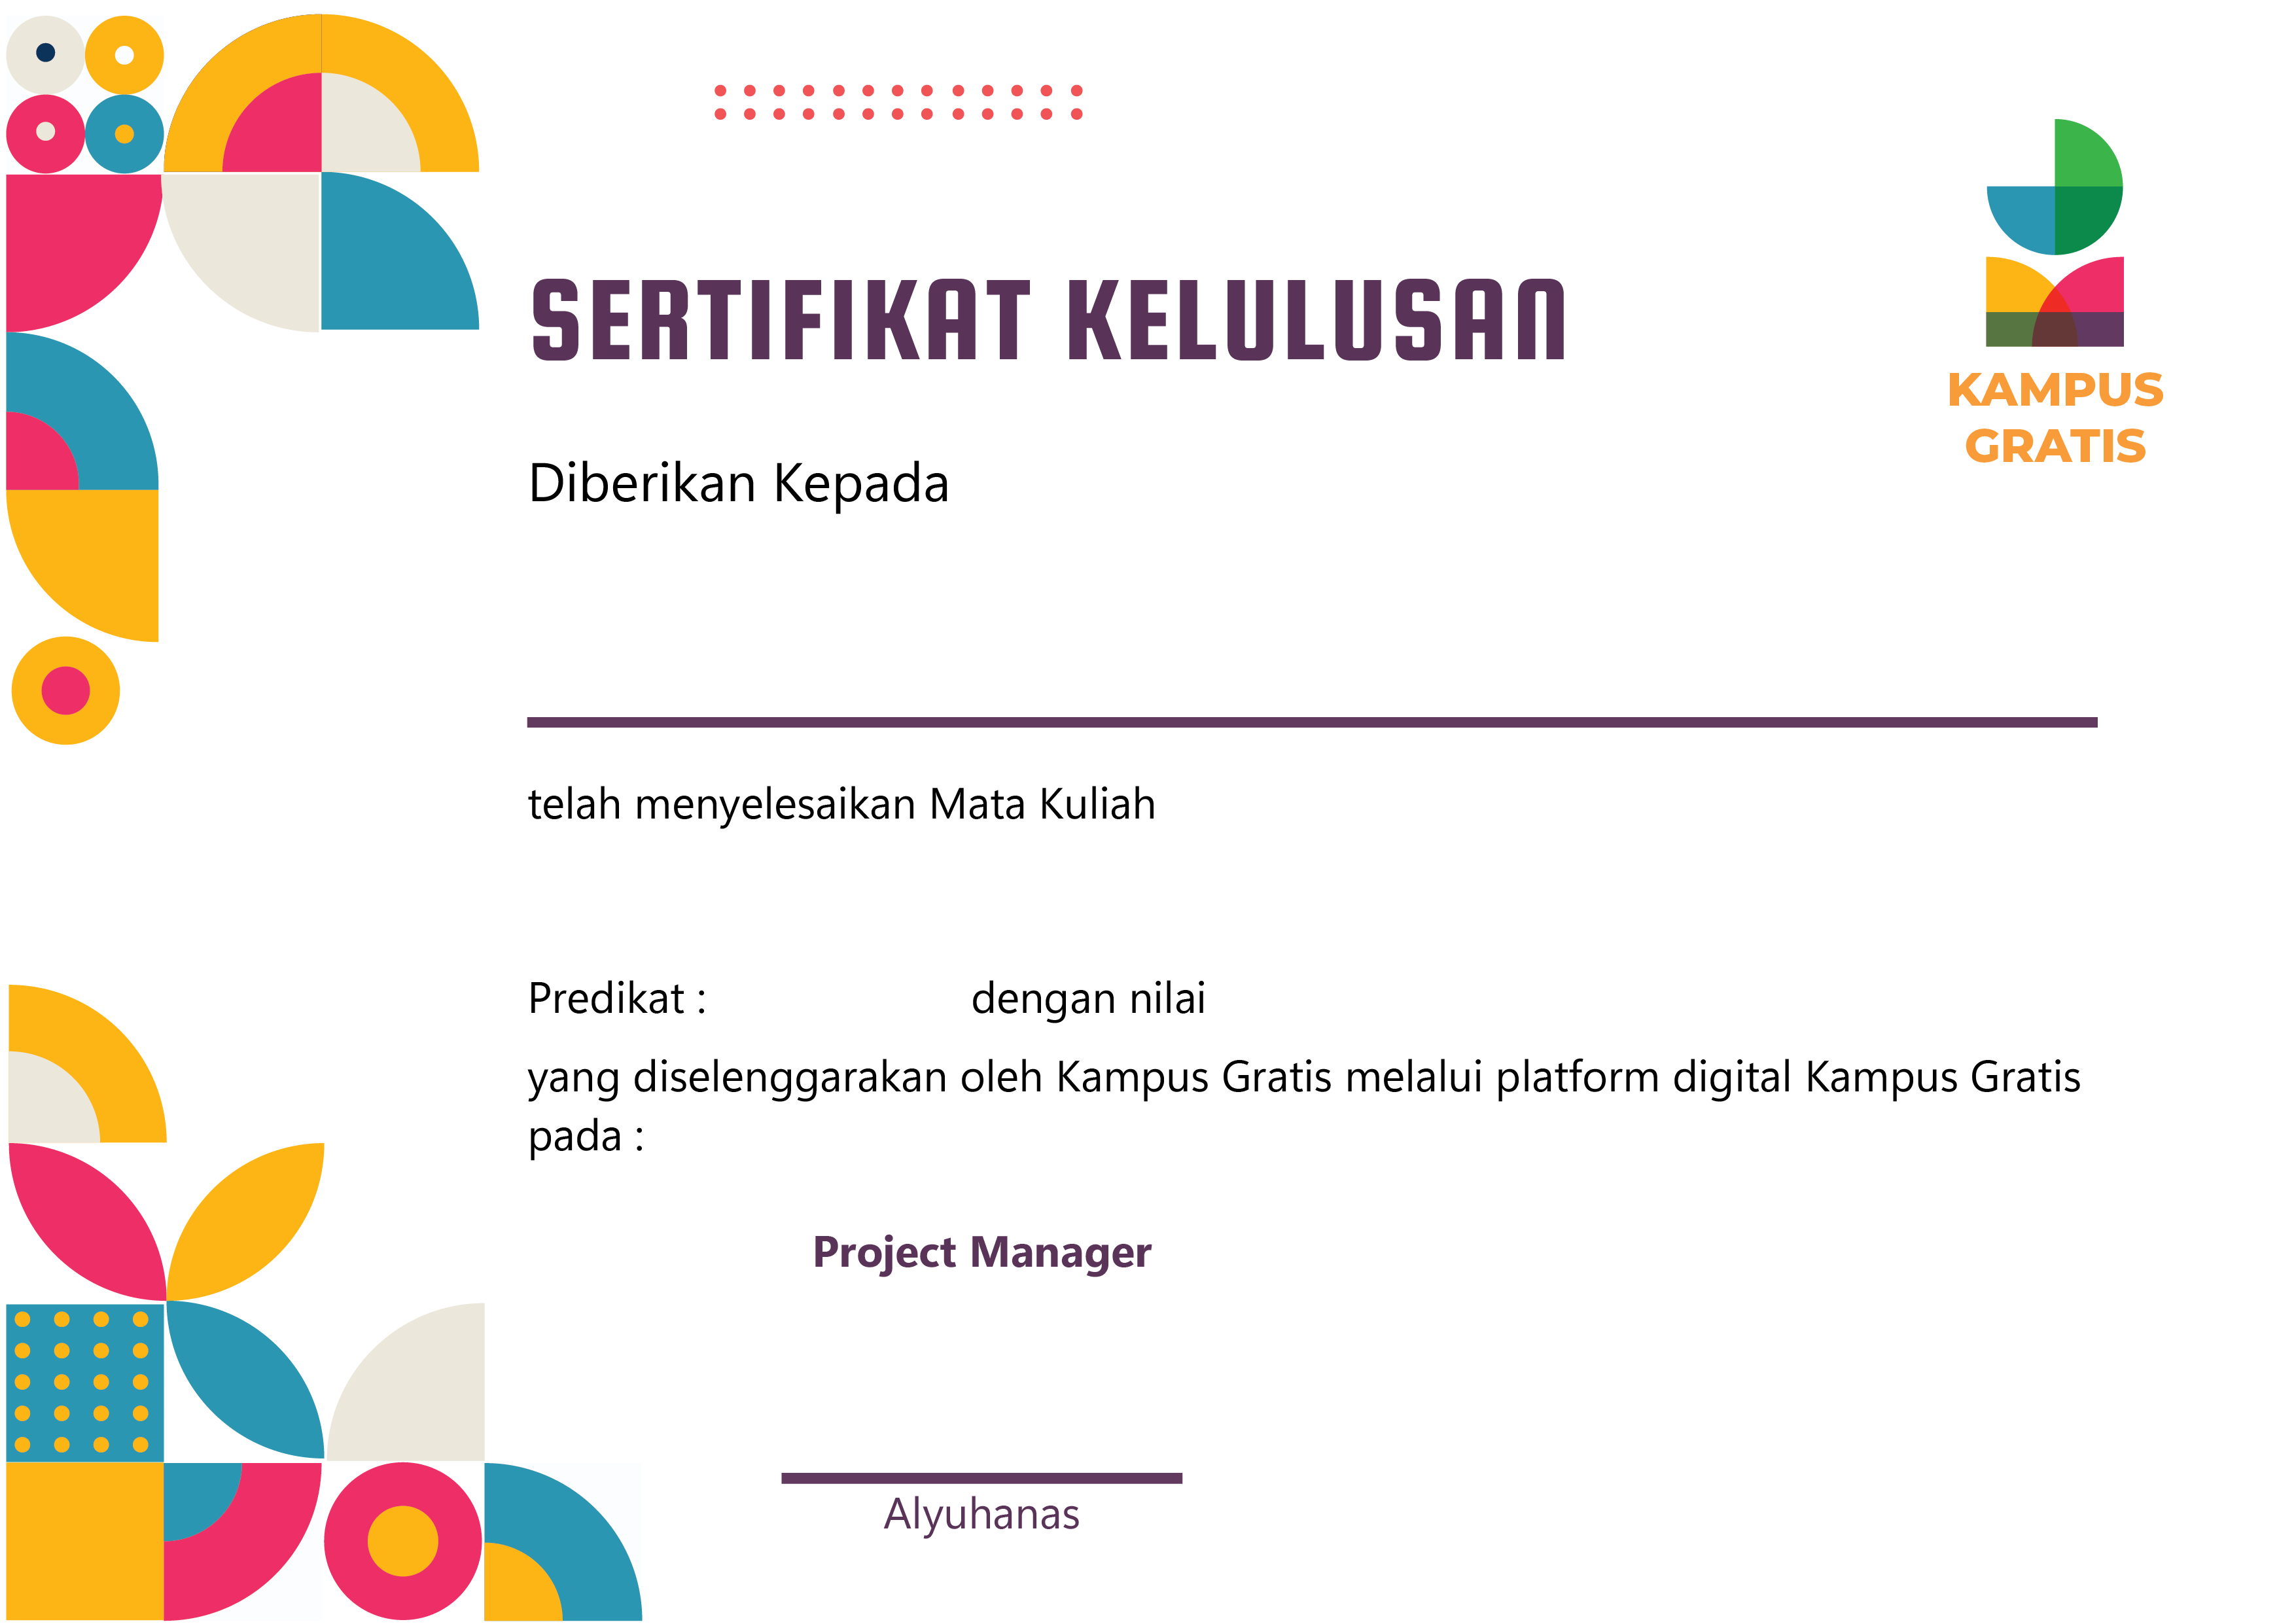 SERTIFIKAT KELULUSAN
KAMPUS
GRATIS
Diberikan Kepada
telah menyelesaikan Mata Kuliah
Predikat : dengan nilai
yang diselenggarakan oleh Kampus Gratis melalui platform digital Kampus Gratis
pada :
Project Manager
Alyuhanas